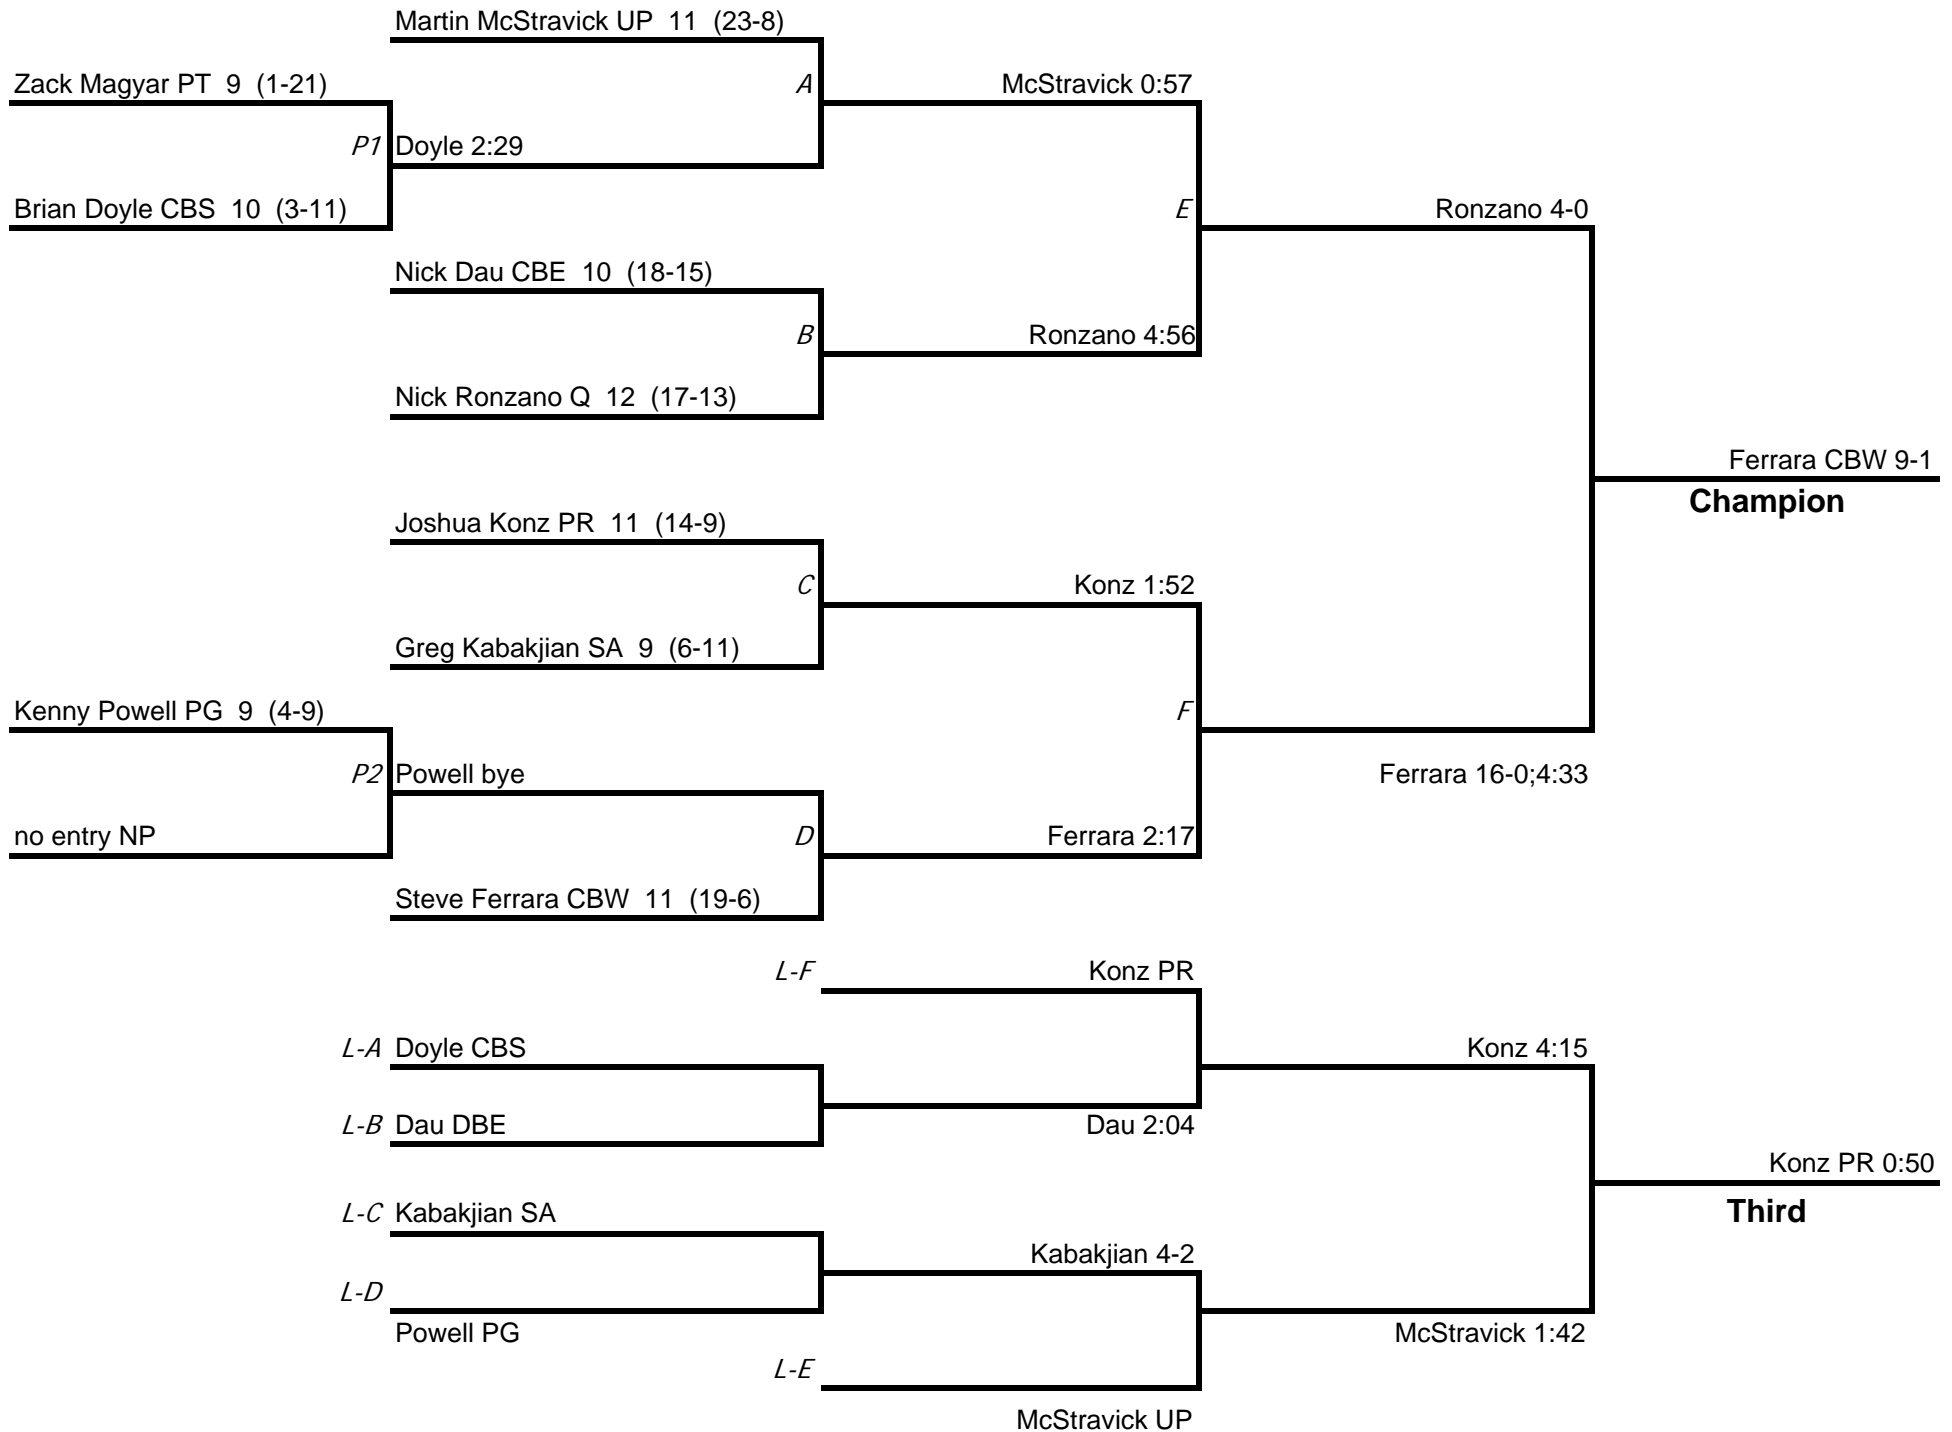 Martin McStravick UP 11 (23-8)
Zack Magyar PT 9 (1-21)
A
McStravick 0:57
P1
Doyle 2:29
Brian Doyle CBS 10 (3-11)
E
Ronzano 4-0
Nick Dau CBE 10 (18-15)
B
Ronzano 4:56
Nick Ronzano Q 12 (17-13)
Ferrara CBW 9-1
Champion
Joshua Konz PR 11 (14-9)
C
Konz 1:52
Greg Kabakjian SA 9 (6-11)
Kenny Powell PG 9 (4-9)
F
P2
Powell bye
Ferrara 16-0;4:33
no entry NP
D
Ferrara 2:17
Steve Ferrara CBW 11 (19-6)
L-F
Konz PR
L-A
Doyle CBS
Konz 4:15
L-B
Dau DBE
Dau 2:04
Konz PR 0:50
Third
L-C
Kabakjian SA
Kabakjian 4-2
L-D
Powell PG
McStravick 1:42
L-E
McStravick UP